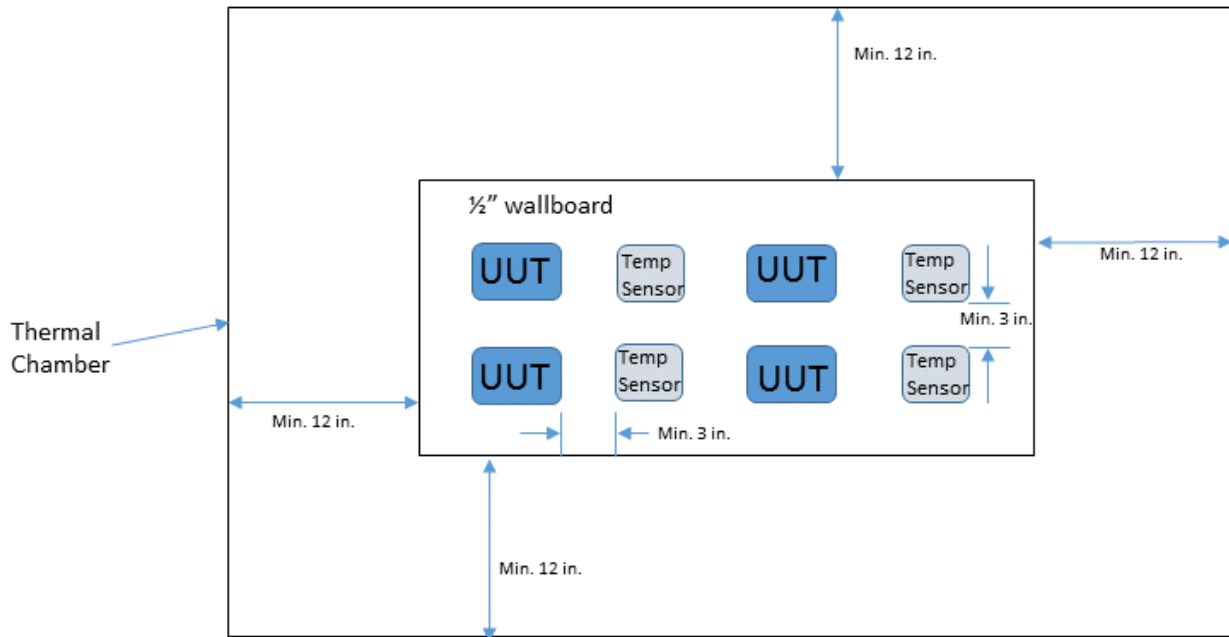 Min. 12 in.
½” wallboard
UUT
Temp
Sensor
UUT
Temp
Sensor
Min. 12 in.
Min. 3 in.
Thermal
Chamber
UUT
Temp
Sensor
UUT
Temp
Sensor
Min. 12 in.
Min. 3 in.
Min. 12 in.